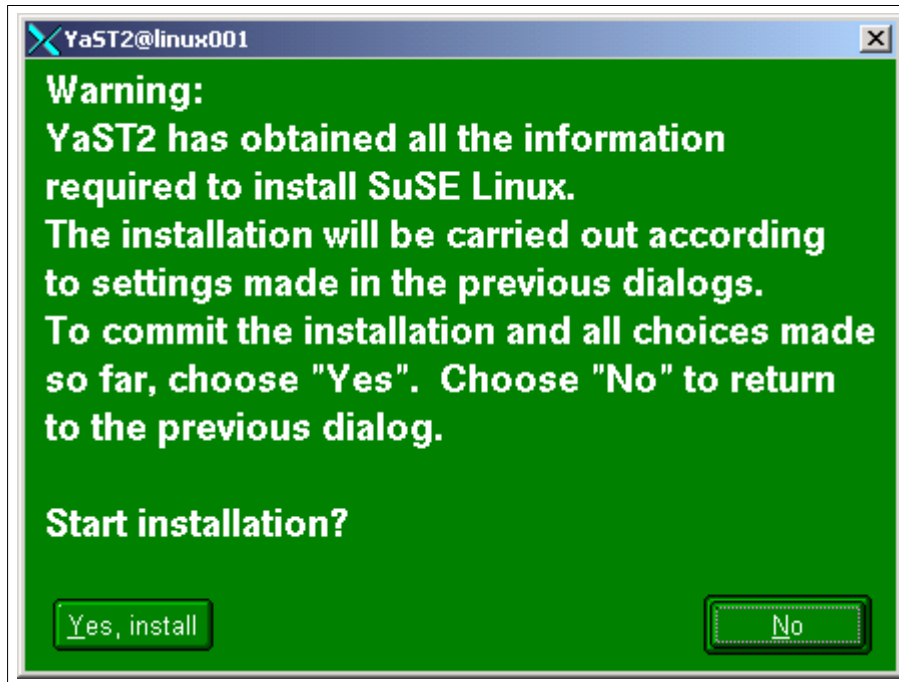 YaST2@linux001
Warning:
YaST2 has obtained all the information
required to install SuSE Linux.
The installation will be carried out according
to settings made in the previous dialogs.
To commit the installation and all choices made
so far, choose "Yes".  Choose "No" to return
to the previous dialog.
Start installation?
Yes, install
No